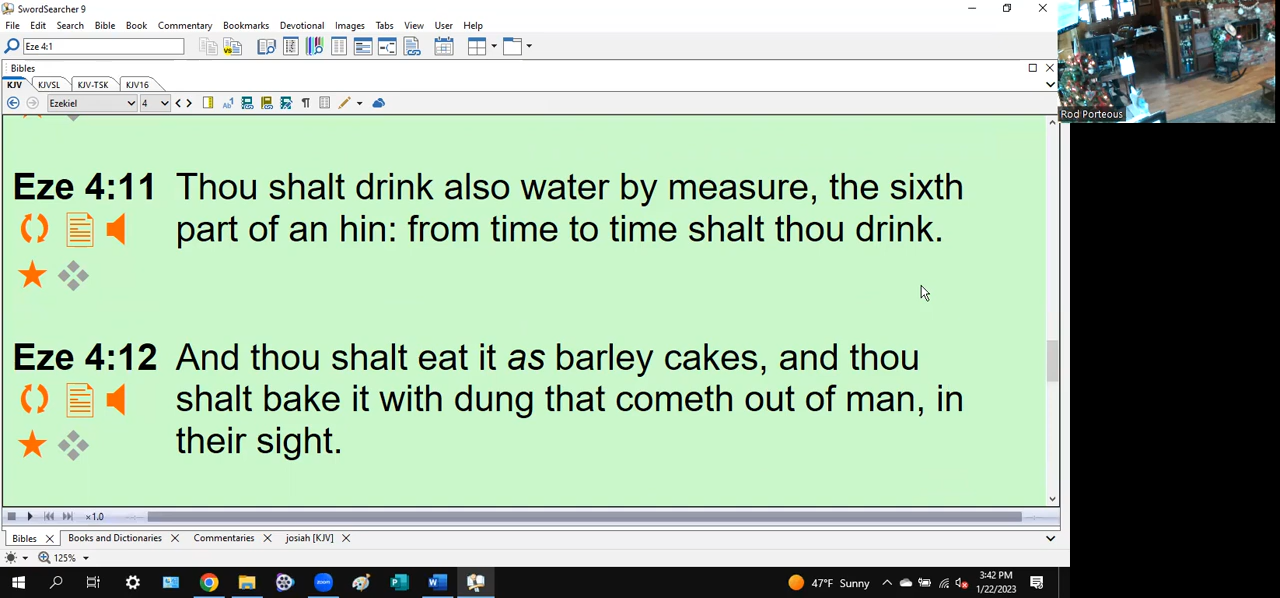 SwordSearcher 9
File Edit Search Bible Book Commentary Bookmarks Devotional Images Tabs View User Help
Eze 4:1
Bibles
KJV KJVSL KJV-TSK KJV16
Ezekiel 4
Rod Porteous
Eze 4:11 Thou shalt drink also water by measure, the sixth
part of an hin: from time to time shalt thou drink.
Eze 4:12 And thou shalt eat it as barley cakes, and thou
shalt bake it with dung that cometh out of man, in
their sight.
×1.0
Bibles Books and Dictionaries Commentaries josiah [KJV]
125%
zoom
47°F Sunny
3:42 PM
1/22/2023